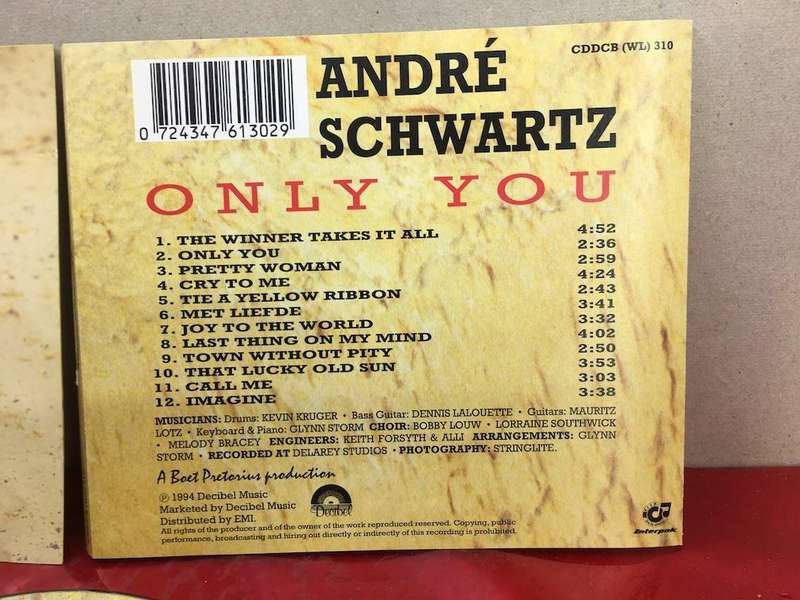 CDDCB (WL) 310
ANDRÉ
SCHWARTZ
0 724347 613029
ONLY YOU
1. THE WINNER TAKES IT ALL 4:52
2. ONLY YOU 2:36
3. PRETTY WOMAN 2:59
4. CRY TO ME 4:24
5. TIE A YELLOW RIBBON 2:43
6. MET LIEFDE 3:41
7. JOY TO THE WORLD 3:32
8. LAST THING ON MY MIND 4:02
9. TOWN WITHOUT PITY 2:50
10. THAT LUCKY OLD SUN 3:53
11. CALL ME 3:03
12. IMAGINE 3:38
MUSICIANS: Drums: KEVIN KRUGER • Bass Guitar: DENNIS LALOUETTE • Guitars: MAURITZ
LOTZ • Keyboard & Piano: GLYNN STORM CHOIR: BOBBY LOUW • LORRAINE SOUTHWICK
• MELODY BRACEY ENGINEERS: KEITH FORSYTH & ALLI ARRANGEMENTS: GLYNN
STORM • RECORDED AT DELAREY STUDIOS • PHOTOGRAPHY: STRINGLITE.
A Boet Pretorius production
℗ 1994 Decibel Music
Marketed by Decibel Music
Distributed by EMI.
Decibel
All rights of the producer and of the owner of the work reproduced reserved. Copying, public
performance, broadcasting and hiring out directly or indirectly of this recording is prohibited.
Interpak